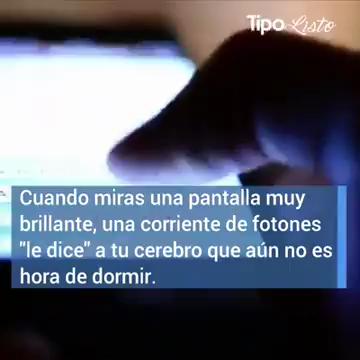 Tipo Listo
Cuando miras una pantalla muy
brillante, una corriente de fotones
"le dice" a tu cerebro que aún no es
hora de dormir.